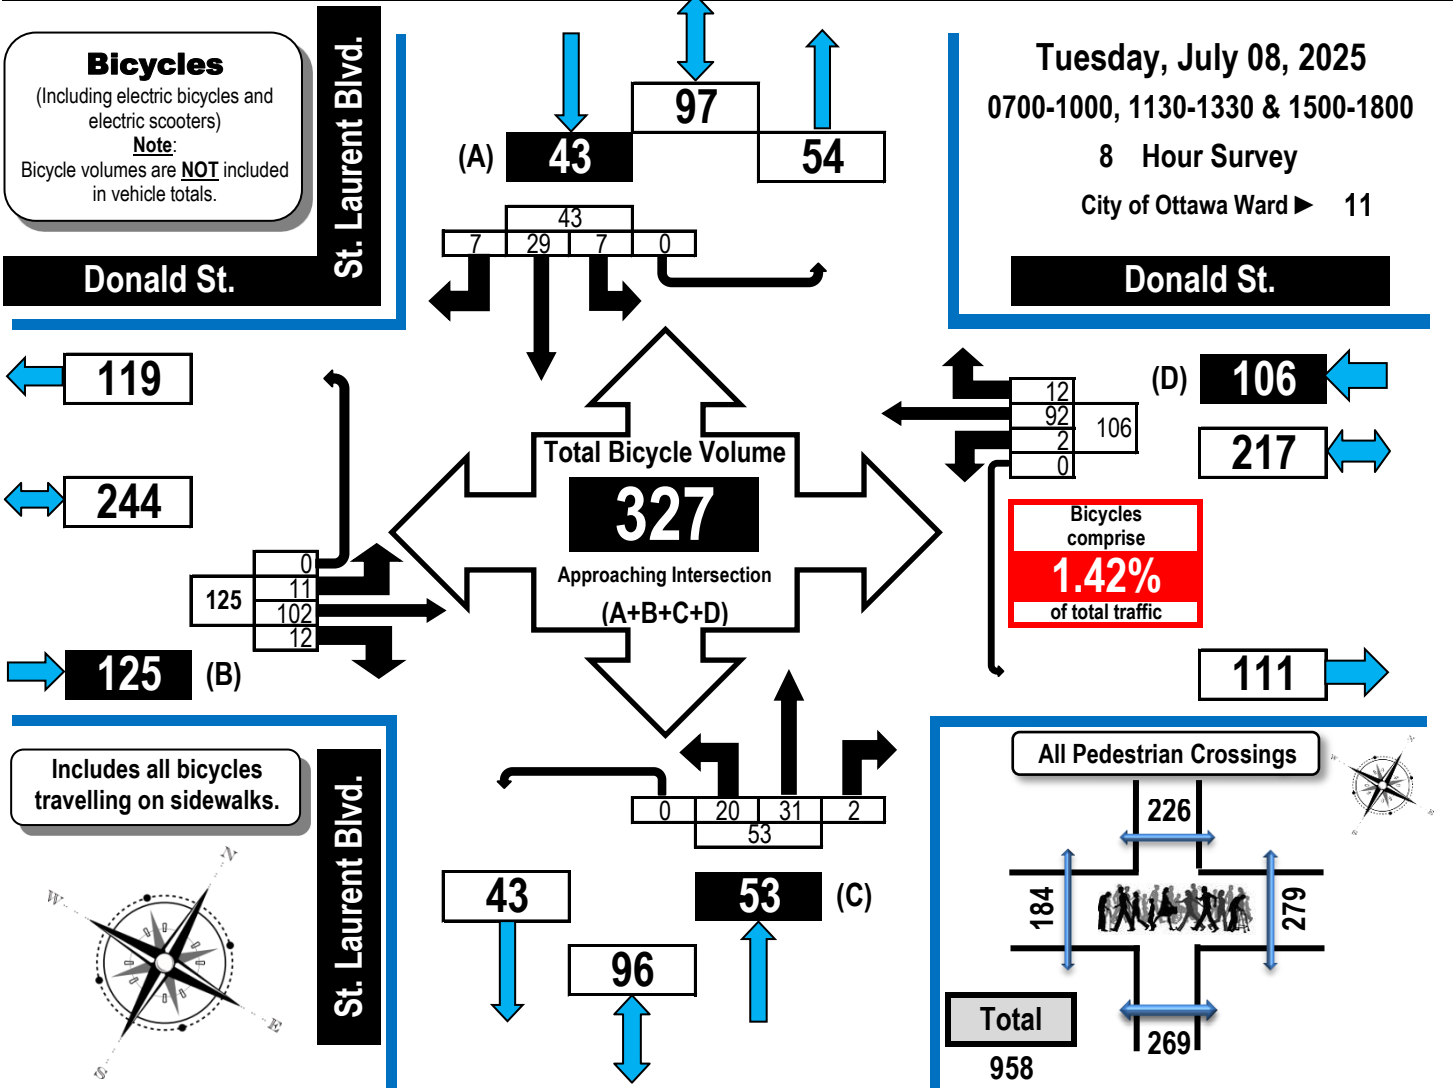 Bicycles
(Including electric bicycles and
electric scooters)
Note:
Bicycle volumes are NOT included
in vehicle totals.
St. Laurent Blvd.
Donald St.
97
(A) 43
54
43
7 29 7 0
Tuesday, July 08, 2025
0700-1000, 1130-1330 & 1500-1800
8 Hour Survey
City of Ottawa Ward ► 11
Donald St.
119
244
0
11
102
12
125
125 (B)
Total Bicycle Volume
327
Approaching Intersection
(A+B+C+D)
(D) 106
12
92
2
0
106
217
Bicycles
comprise
1.42%
of total traffic
111
Includes all bicycles
travelling on sidewalks.
St. Laurent Blvd.
N
W
E
S
0 20 31 2
53
43
53 (C)
96
All Pedestrian Crossings
N
W
E
S
226
184
279
269
Total
958